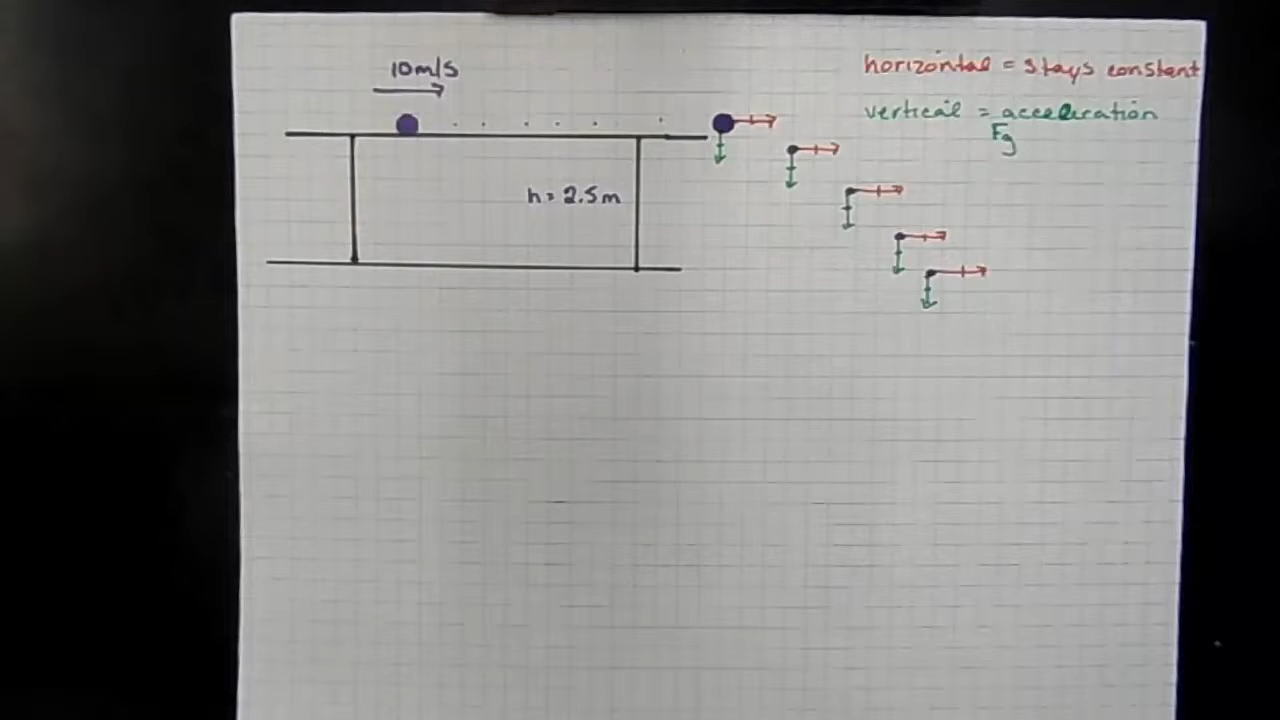 10m/s
horizontal = stays constant
vertical = acceleration
Fg
h = 2.5m